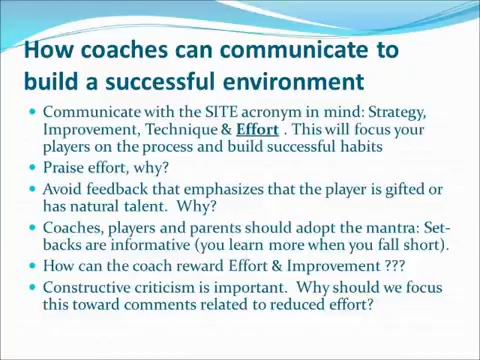 How coaches can communicate to
build a successful environment
Communicate with the SITE acronym in mind: Strategy,
Improvement, Technique & Effort . This will focus your
players on the process and build successful habits
Praise effort, why?
Avoid feedback that emphasizes that the player is gifted or
has natural talent. Why?
Coaches, players and parents should adopt the mantra: Set-
backs are informative (you learn more when you fall short).
How can the coach reward Effort & Improvement ???
Constructive criticism is important. Why should we focus
this toward comments related to reduced effort?